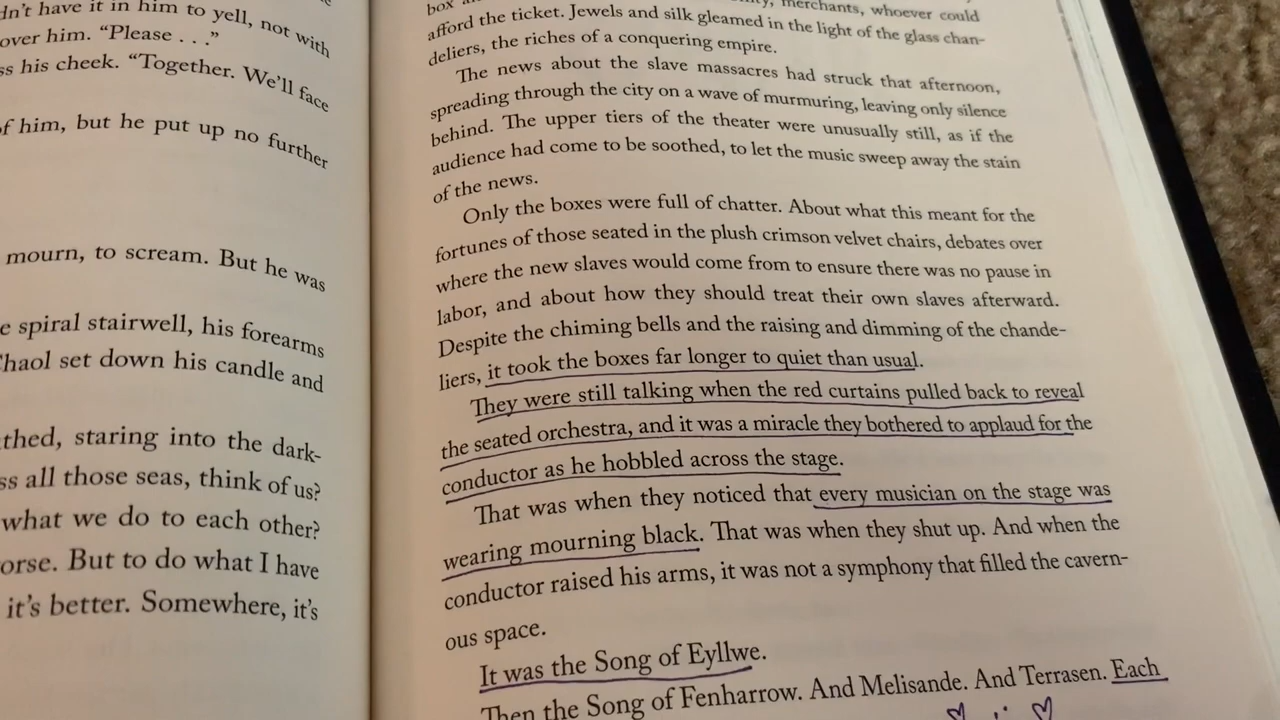 dn't have it in him to yell, not with
over him. "Please . . ."
ss his cheek. "Together. We'll face
of him, but he put up no further
mourn, to scream. But he was
e spiral stairwell, his forearms
Chaol set down his candle and
thed, staring into the dark-
ss all those seas, think of us?
what we do to each other?
orse. But to do what I have
it's better. Somewhere, it's
box
merchants, whoever could
afford the ticket. Jewels and silk gleamed in the light of the glass chan-
deliers, the riches of a conquering empire.
The news about the slave massacres had struck that afternoon,
spreading through the city on a wave of murmuring, leaving only silence
behind. The upper tiers of the theater were unusually still, as if the
audience had come to be soothed, to let the music sweep away the stain
of the news.
Only the boxes were full of chatter. About what this meant for the
fortunes of those seated in the plush crimson velvet chairs, debates over
where the new slaves would come from to ensure there was no pause in
labor, and about how they should treat their own slaves afterward.
Despite the chiming bells and the raising and dimming of the chande-
liers, it took the boxes far longer to quiet than usual.
They were still talking when the red curtains pulled back to reveal
the seated orchestra, and it was a miracle they bothered to applaud for the
conductor as he hobbled across the stage.
That was when they noticed that every musician on the stage was
wearing mourning black. That was when they shut up. And when the
conductor raised his arms, it was not a symphony that filled the cavern-
ous space.
It was the Song of Eyllwe.
Then the Song of Fenharrow. And Melisande. And Terrasen. Each